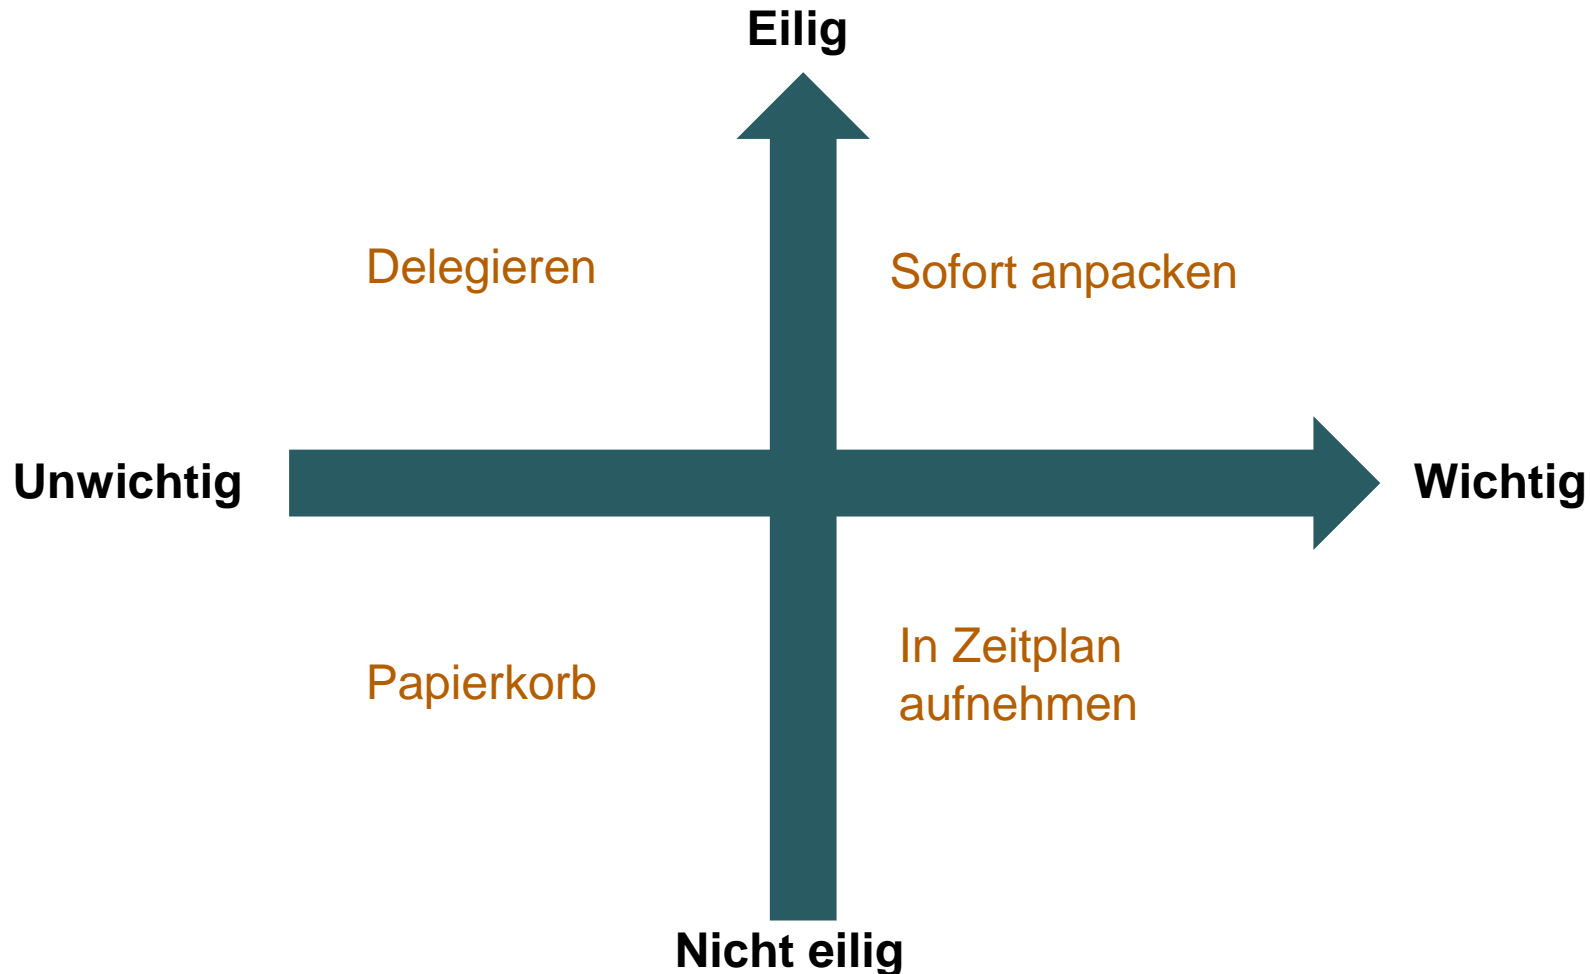 Eilig
Delegieren
Sofort anpacken
Unwichtig
Wichtig
Papierkorb
In Zeitplan
aufnehmen
Nicht eilig